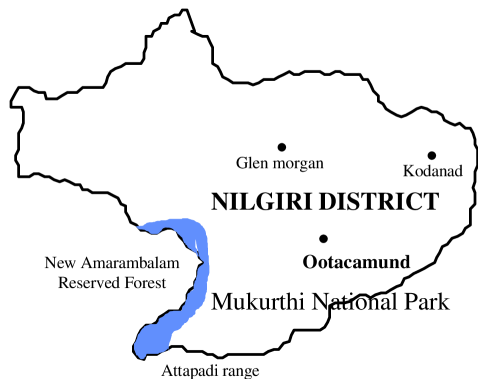 Glen morgan
Kodanad
NILGIRI DISTRICT
Ootacamund
New Amarambalam
Reserved Forest
Mukurthi National Park
Attapadi range